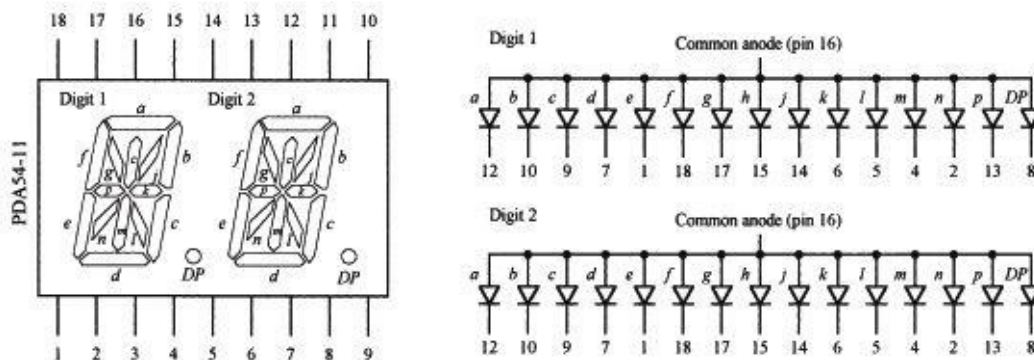 18 17 16 15 14 13 12 11 10
PDA54-11
Digit 1 Digit 2
a a
f b f b
g c j g c j
p k p k
e c e c
n m l n m l
d DP d DP
1 2 3 4 5 6 7 8 9
Digit 1 Common anode (pin 16)
a b c d e f g h j k l m n p DP
12 10 9 7 1 18 17 15 14 6 5 4 2 13 8
Digit 2 Common anode (pin 16)
a b c d e f g h j k l m n p DP
12 10 9 7 1 18 17 15 14 6 5 4 2 13 8